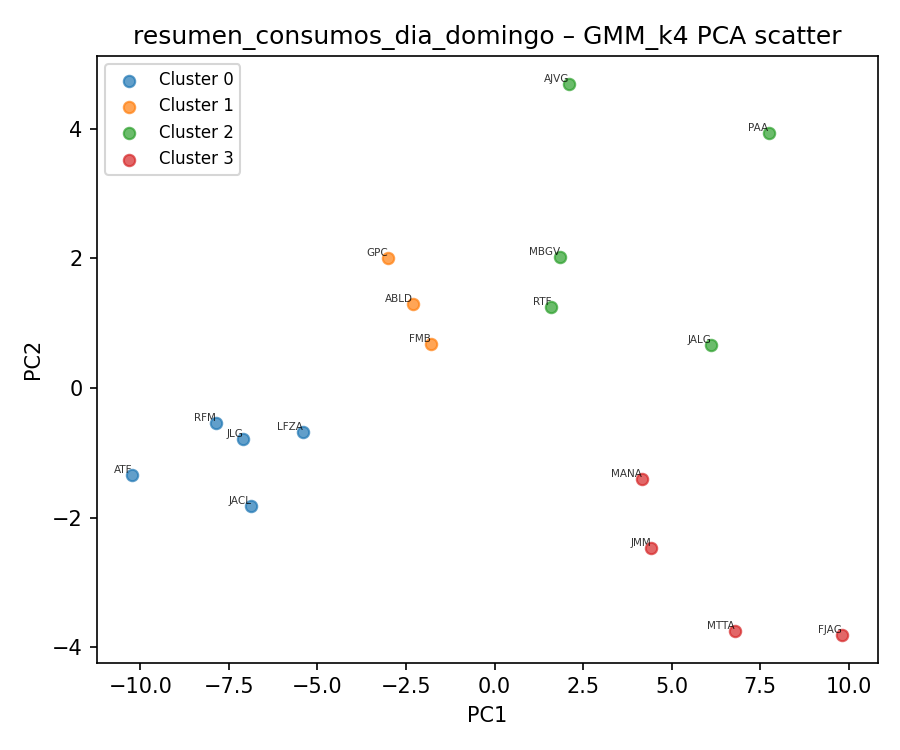 resumen_consumos_dia_domingo – GMM_k4 PCA scatter
Cluster 0
Cluster 1
Cluster 2
Cluster 3
AJVG
PAA
GPC
MBGV
ABLD
RTF
FMB
JALG
RFM
JLG
LFZA
ATF
JACL
MANA
JMM
MTTA
FJAG
4
2
0
−2
−4
PC2
−10.0
−7.5
−5.0
−2.5
0.0
2.5
5.0
7.5
10.0
PC1